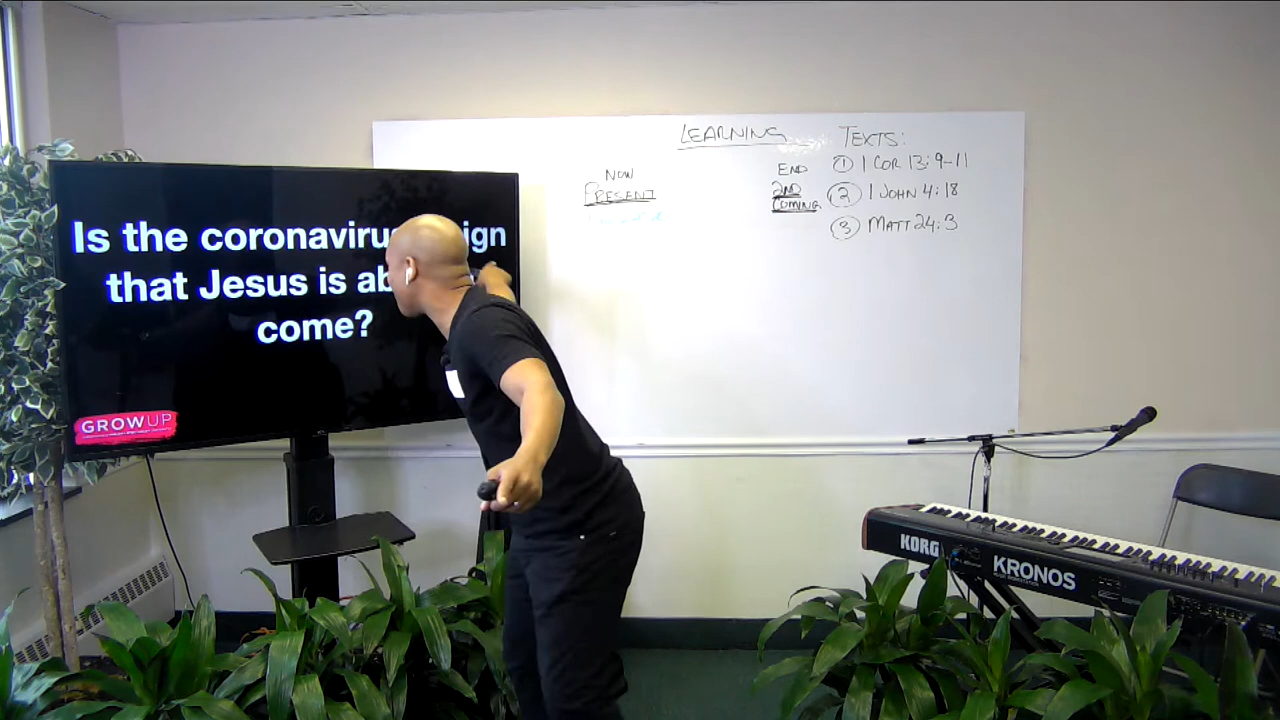 Is the coronavirus sign
that Jesus is ab
come?
GROWUP
LEARNING
NOW
PRESENT
END
2ND
COMING
TEXTS:
① 1 COR 13:9-11
② 1 JOHN 4:18
③ MATT 24:3
KORG
KRONOS